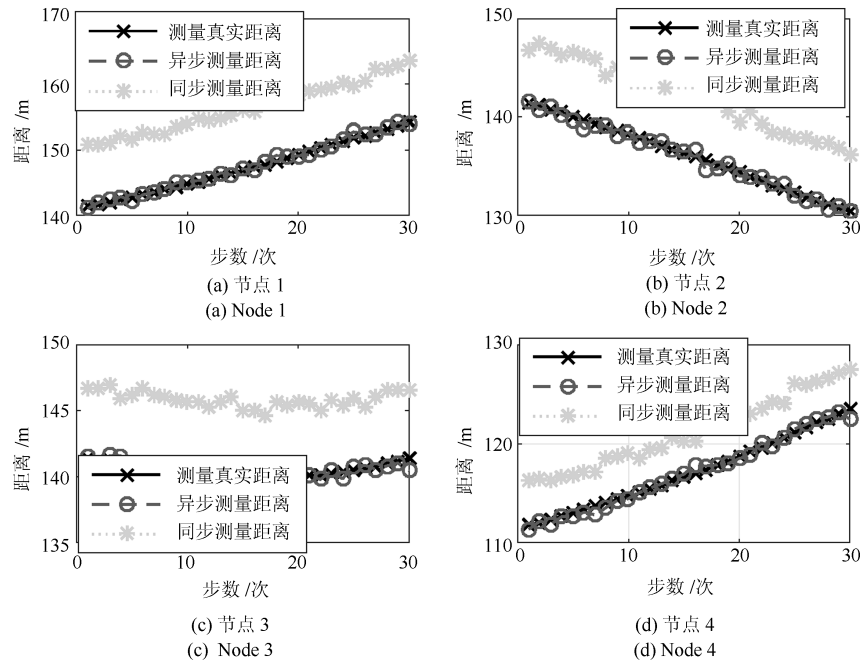 170
160
150
140
距离 /m
测量真实距离
异步测量距离
同步测量距离
0
10
20
30
步数 /次
(a) 节点 1
(a) Node 1
150
140
130
距离 /m
测量真实距离
异步测量距离
同步测量距离
0
10
20
30
步数 /次
(b) 节点 2
(b) Node 2
150
145
140
135
距离 /m
测量真实距离
异步测量距离
同步测量距离
0
10
20
30
步数 /次
(c) 节点 3
(c) Node 3
130
120
110
距离 /m
测量真实距离
异步测量距离
同步测量距离
0
10
20
30
步数 /次
(d) 节点 4
(d) Node 4